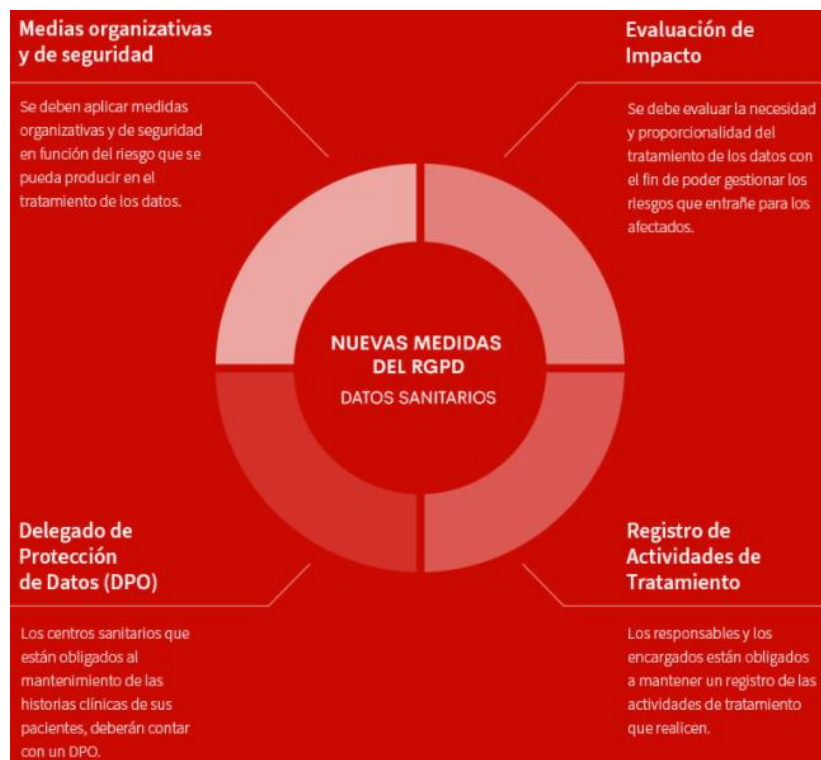 Medias organizativas
y de seguridad
Se deben aplicar medidas
organizativas y de seguridad
en función del riesgo que se
pueda producir en el
tratamiento de los datos.
Evaluación de
Impacto
Se debe evaluar la necesidad
y proporcionalidad del
tratamiento de los datos con
el fin de poder gestionar los
riesgos que entrañe para los
afectados.
NUEVAS MEDIDAS
DEL RGPD
DATOS SANITARIOS
Delegado de
Protección
de Datos (DPO)
Los centros sanitarios que
están obligados al
mantenimiento de las
historias clínicas de sus
pacientes, deberán contar
con un DPO.
Registro de
Actividades de
Tratamiento
Los responsables y los
encargados están obligados
a mantener un registro de las
actividades de tratamiento
que realicen.